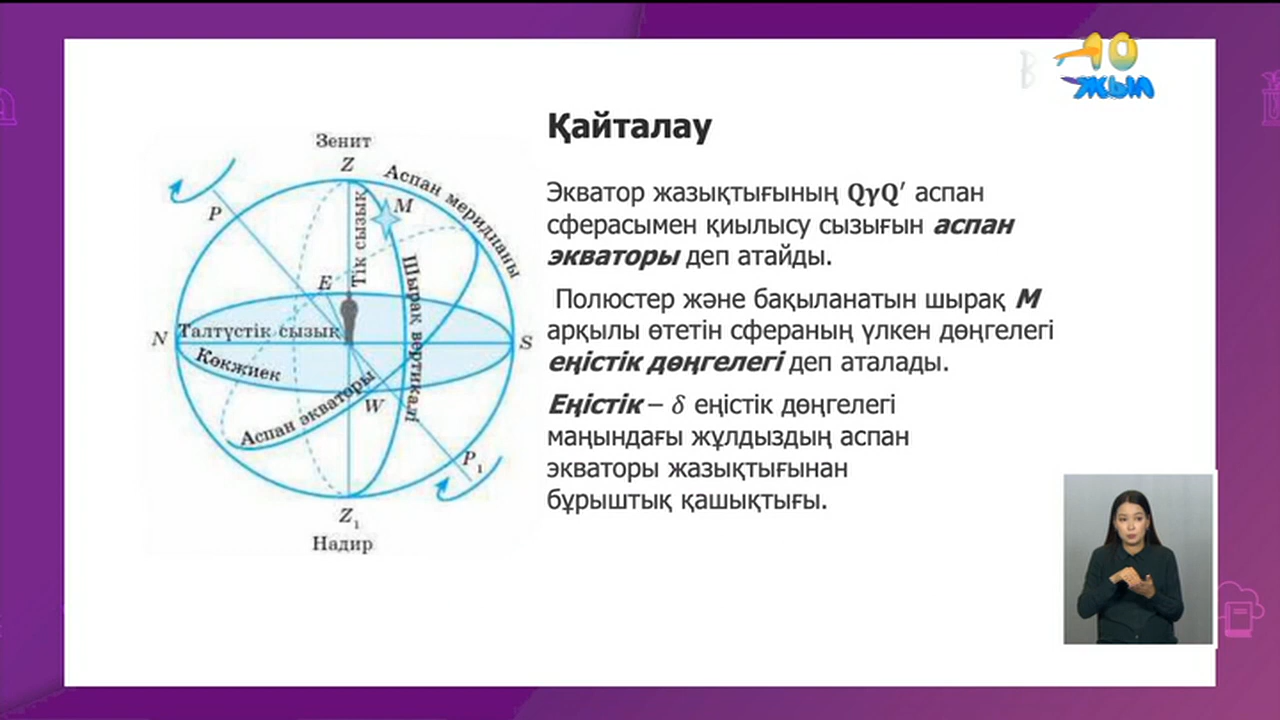 10
жыл
Қайталау
Зенит
Z
Аспан меридианы
P
M
Тік сызық
Шырақ вертикалі
E
N
Талтүстік сызық
S
Көкжиек
Аспан экваторы
W
P₁
Z₁
Надир
Экватор жазықтығының QγQ′ аспан
сферасымен қиылысу сызығын аспан
экваторы деп атайды.
Полюстер және бақыланатын шырақ М
арқылы өтетін сфераның үлкен дөңгелегі
еңістік дөңгелегі деп аталады.
Еңістік – δ еңістік дөңгелегі
маңындағы жұлдыздың аспан
экваторы жазықтығынан
бұрыштық қашықтығы.